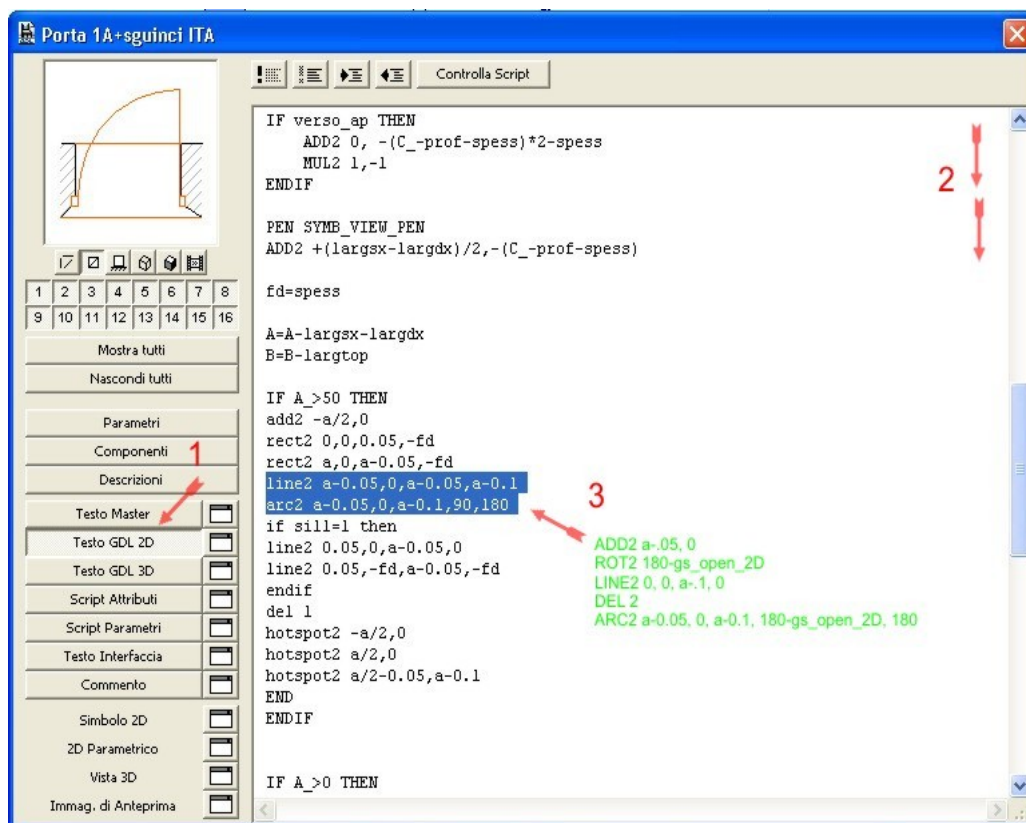 Porta 1A+sguinci ITA
Controlla Script
1 2 3 4 5 6 7 8
9 10 11 12 13 14 15 16
Mostra tutti
Nascondi tutti
Parametri
Componenti
Descrizioni
Testo Master
Testo GDL 2D
Testo GDL 3D
Script Attributi
Script Parametri
Testo Interfaccia
Commento
Simbolo 2D
2D Parametrico
Vista 3D
Immag. di Anteprima
1
IF verso_ap THEN
ADD2 0, -(C_-prof-spess)*2-spess
MUL2 1,-1
ENDIF
PEN SYMB_VIEW_PEN
ADD2 +(largsx-largdx)/2,-(C_-prof-spess)
fd=spess
A=A-largsx-largdx
B=B-largtop
IF A_>50 THEN
add2 -a/2,0
rect2 0,0,0.05,-fd
rect2 a,0,a-0.05,-fd
line2 a-0.05,0,a-0.05,a-0.1
arc2 a-0.05,0,a-0.1,90,180
if sill=1 then
line2 0.05,0,a-0.05,0
line2 0.05,-fd,a-0.05,-fd
endif
del 1
hotspot2 -a/2,0
hotspot2 a/2,0
hotspot2 a/2-0.05,a-0.1
END
ENDIF
IF A_>0 THEN
2
3
ADD2 a-.05, 0
ROT2 180-gs_open_2D
LINE2 0, 0, a-.1, 0
DEL 2
ARC2 a-0.05, 0, a-0.1, 180-gs_open_2D, 180